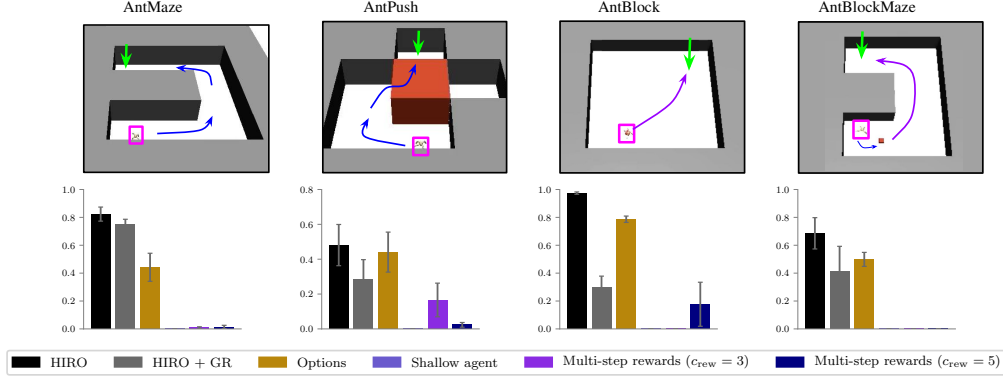 AntMaze AntPush AntBlock AntBlockMaze
1.0 0.8 0.6 0.4 0.2 0.0
0.8 0.6 0.4 0.2 0.0
1.0 0.8 0.6 0.4 0.2 0.0
1.0 0.8 0.6 0.4 0.2 0.0
HIRO HIRO + GR Options Shallow agent Multi-step rewards (c_rew = 3) Multi-step rewards (c_rew = 5)